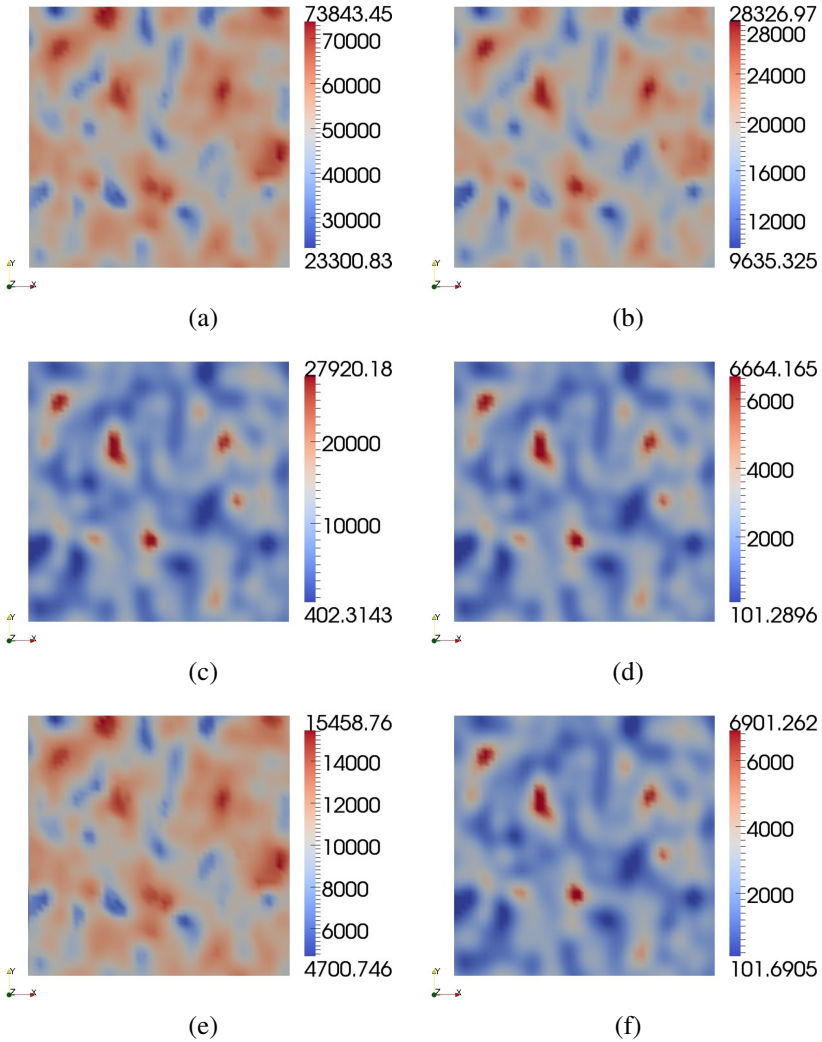 73843.45
70000
60000
50000
40000
30000
23300.83
Y
Z X
(a)
28326.97
28000
24000
20000
16000
12000
9635.325
Y
Z X
(b)
27920.18
20000
10000
402.3143
Y
Z X
(c)
6664.165
6000
4000
2000
101.2896
Y
Z X
(d)
15458.76
14000
12000
10000
8000
6000
4700.746
Y
Z X
(e)
6901.262
6000
4000
2000
101.6905
Y
Z X
(f)